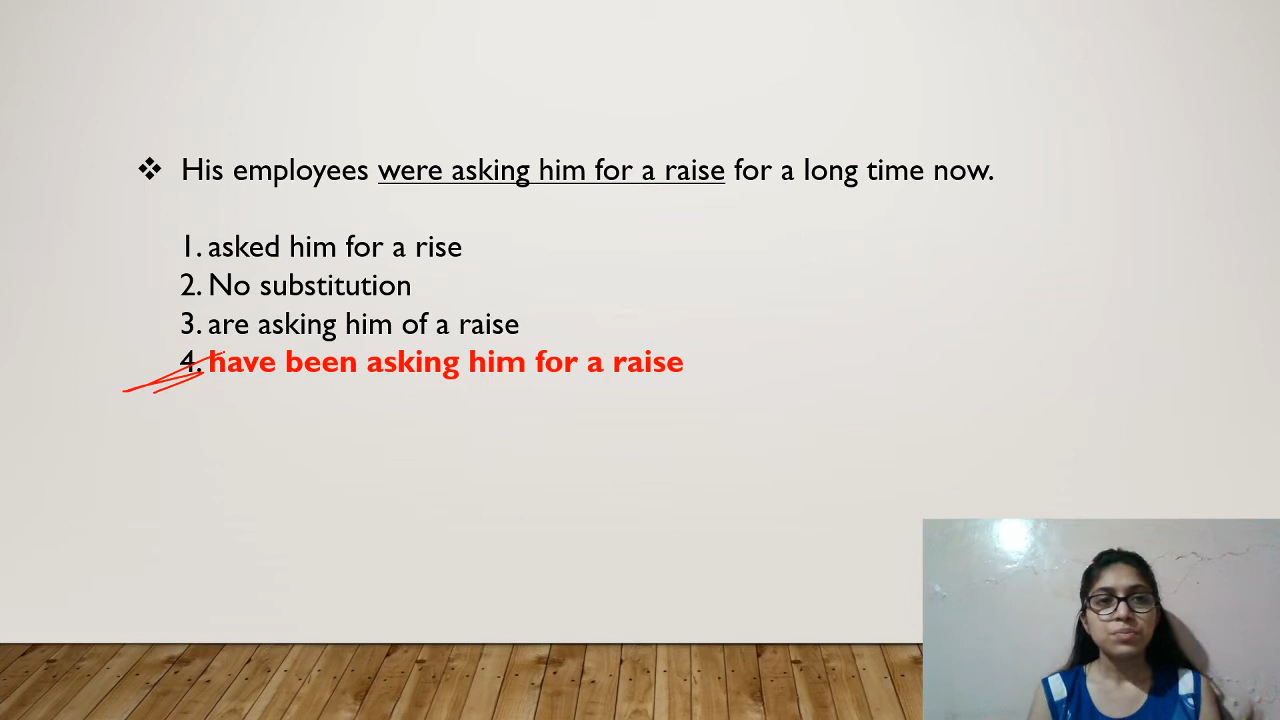 His employees were asking him for a raise for a long time now.
1. asked him for a rise
2. No substitution
3. are asking him of a raise
4. have been asking him for a raise